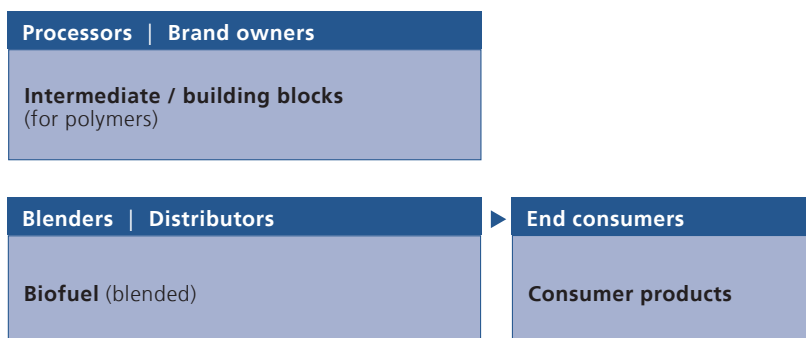 Processors | Brand owners
Intermediate / building blocks
(for polymers)
Blenders | Distributors
End consumers
Biofuel (blended)
Consumer products